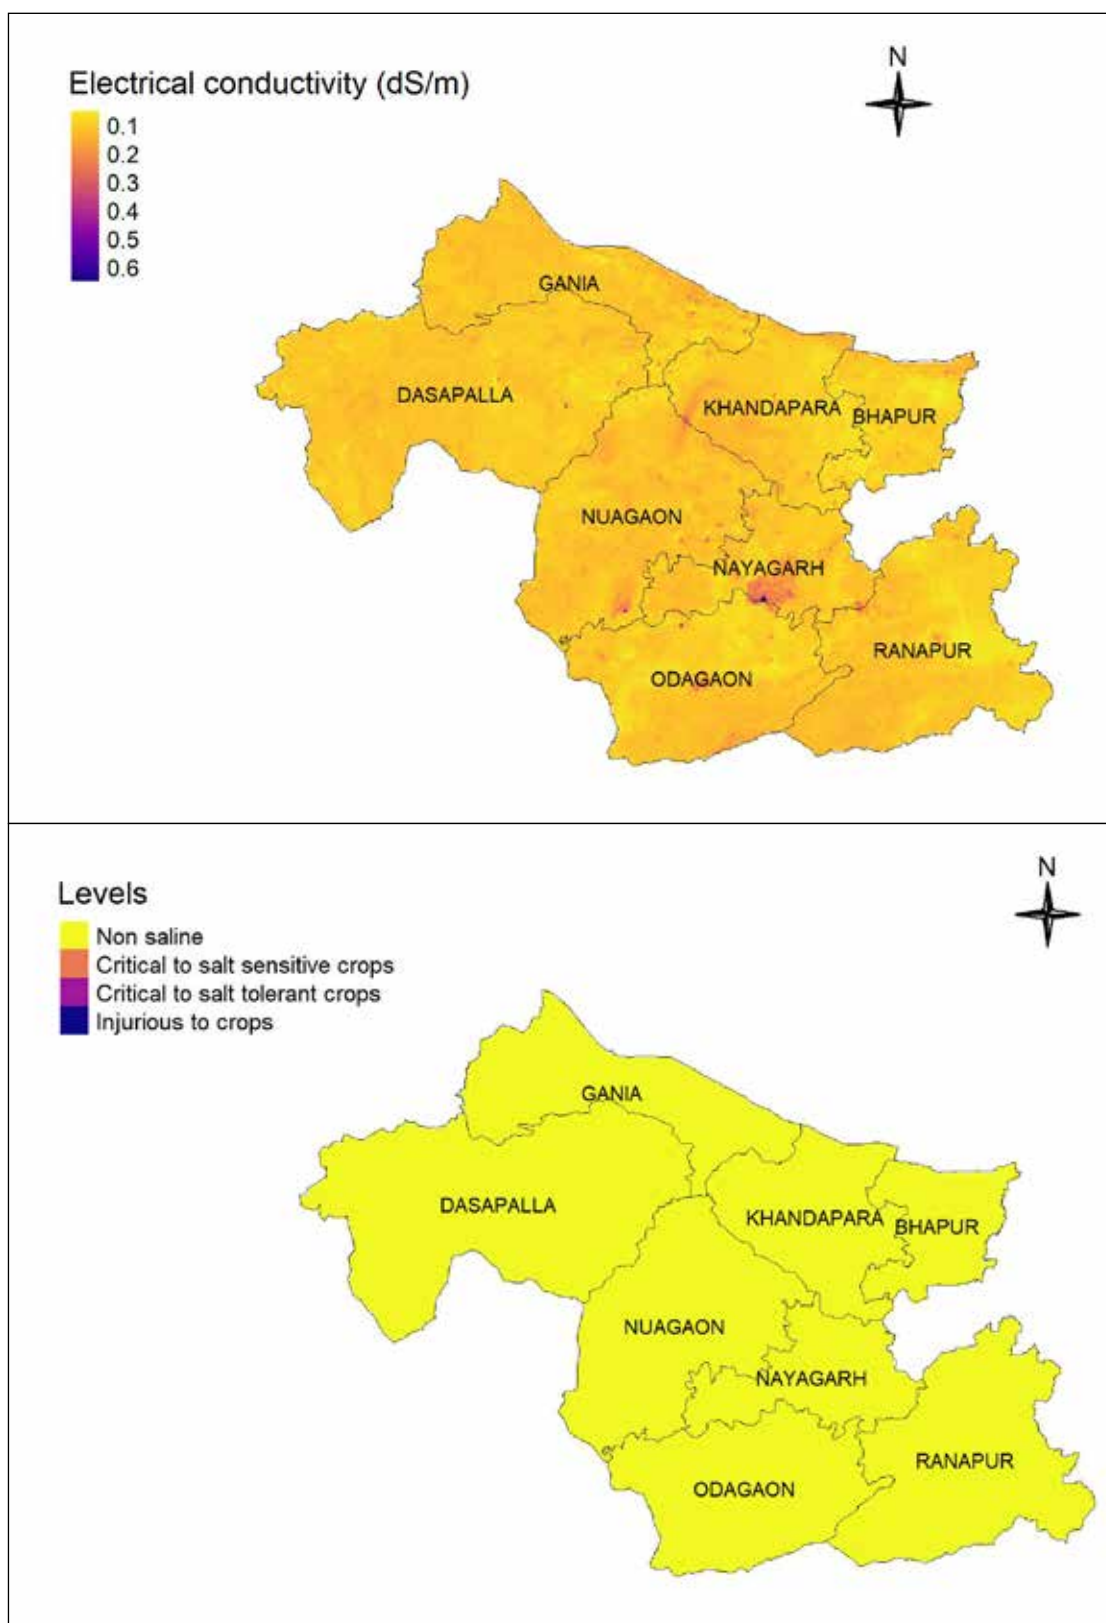 N
Electrical conductivity (dS/m)
0.1
0.2
0.3
0.4
0.5
0.6
GANIA
DASAPALLA
KHANDAPARA
BHAPUR
NUAGAON
NAYAGARH
RANAPUR
ODAGAON
N
Levels
Non saline
Critical to salt sensitive crops
Critical to salt tolerant crops
Injurious to crops
GANIA
DASAPALLA
KHANDAPARA
BHAPUR
NUAGAON
NAYAGARH
RANAPUR
ODAGAON